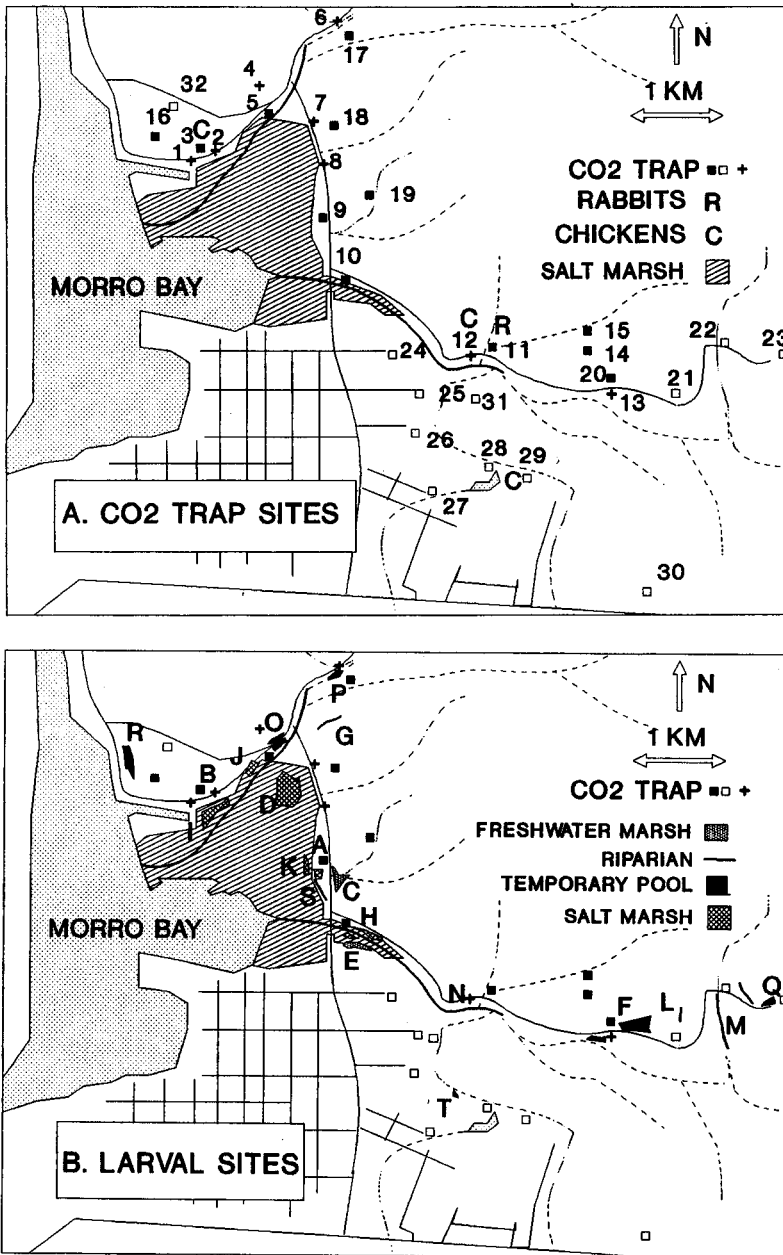 6
N
17
1 KM
32
4
16
5
7
18
3 C 2
1
8
CO2 TRAP
RABBITS R
19
CHICKENS C
9
SALT MARSH
10
MORRO BAY
C R
15
22
23
12
11
14
24
20
21
25
31
13
26
28
29
C
27
A. CO2 TRAP SITES
30
P
N
O
G
1 KM
R
J
B
CO2 TRAP
D
I
FRESHWATER MARSH
A
RIPARIAN
K
C
TEMPORARY POOL
S
H
SALT MARSH
MORRO BAY
E
N
F
L
Q
M
T
B. LARVAL SITES